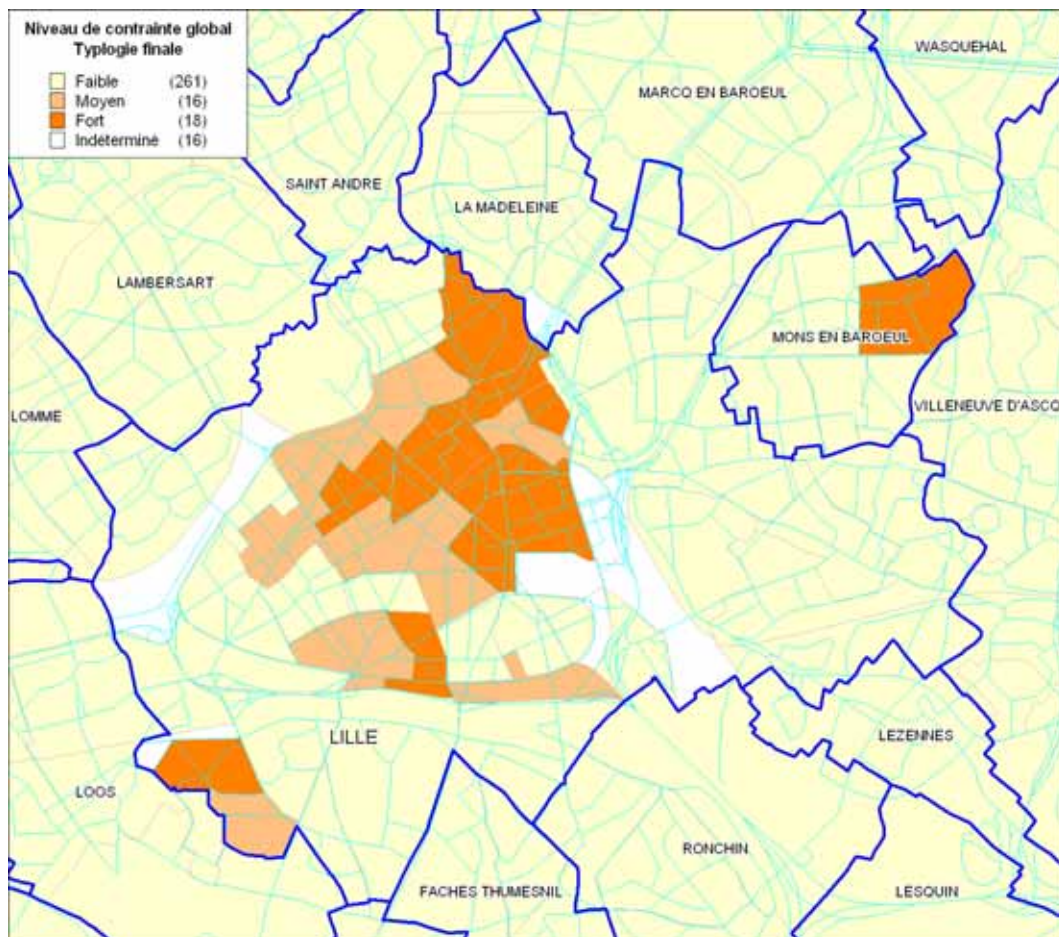 Niveau de contrainte global
Typlogie finale
Faible (261)
Moyen (16)
Fort (18)
Indéterminé (16)
WASQUEHAL
MARCQ EN BAROEUL
SAINT ANDRE
LA MADELEINE
LAMBERSART
MONS EN BAROEUL
LOMME
VILLENEUVE D'ASCQ
LILLE
LEZENNES
LOOS
RONCHIN
FACHES THUMESNIL
LESQUIN